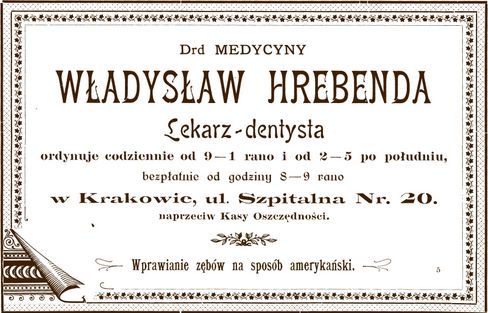 Drd MEDYCYNY
WŁADYSŁAW HREBENDA
Lekarz-dentysta
ordynuje codziennie od 9—1 rano i od 2—5 po południu,
bezpłatnie od godziny 8—9 rano
w Krakowie, ul. Szpitalna Nr. 20.
naprzeciw Kasy Oszczędności.
Wprawianie zębów na sposób amerykański.
5